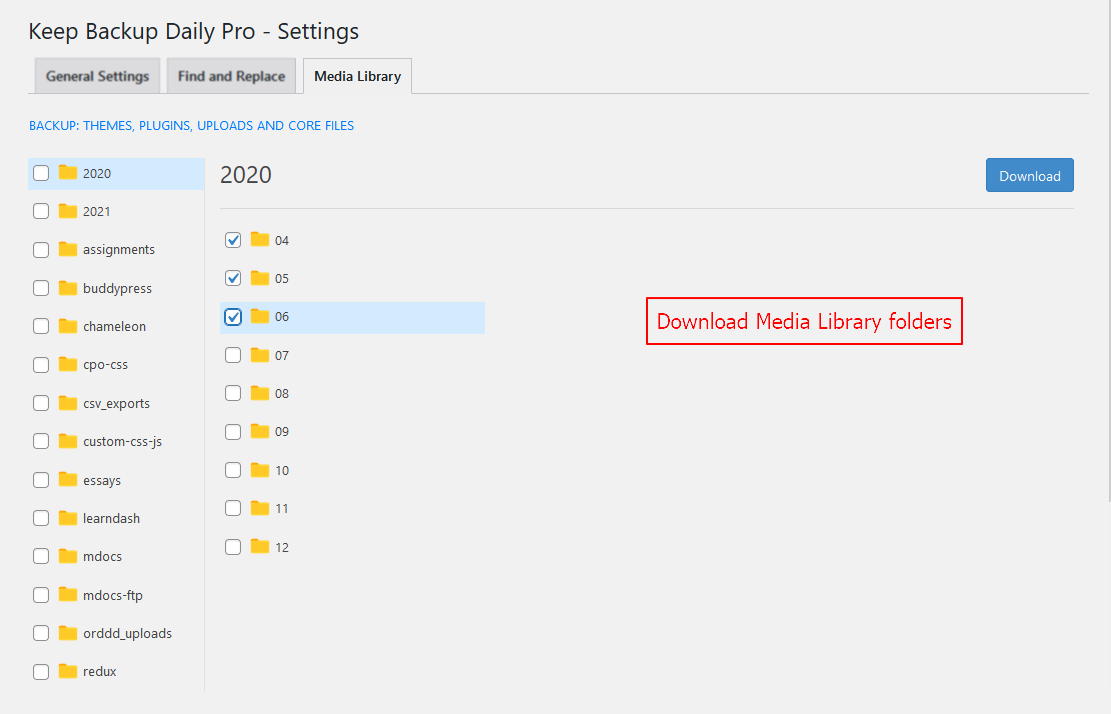 Keep Backup Daily Pro - Settings
General Settings
Find and Replace
Media Library
BACKUP: THEMES, PLUGINS, UPLOADS AND CORE FILES
2020
2021
assignments
buddypress
chameleon
cpo-css
csv_exports
custom-css-js
essays
learndash
mdocs
mdocs-ftp
orddd_uploads
redux
2020
Download
04
05
06
07
08
09
10
11
12
Download Media Library folders